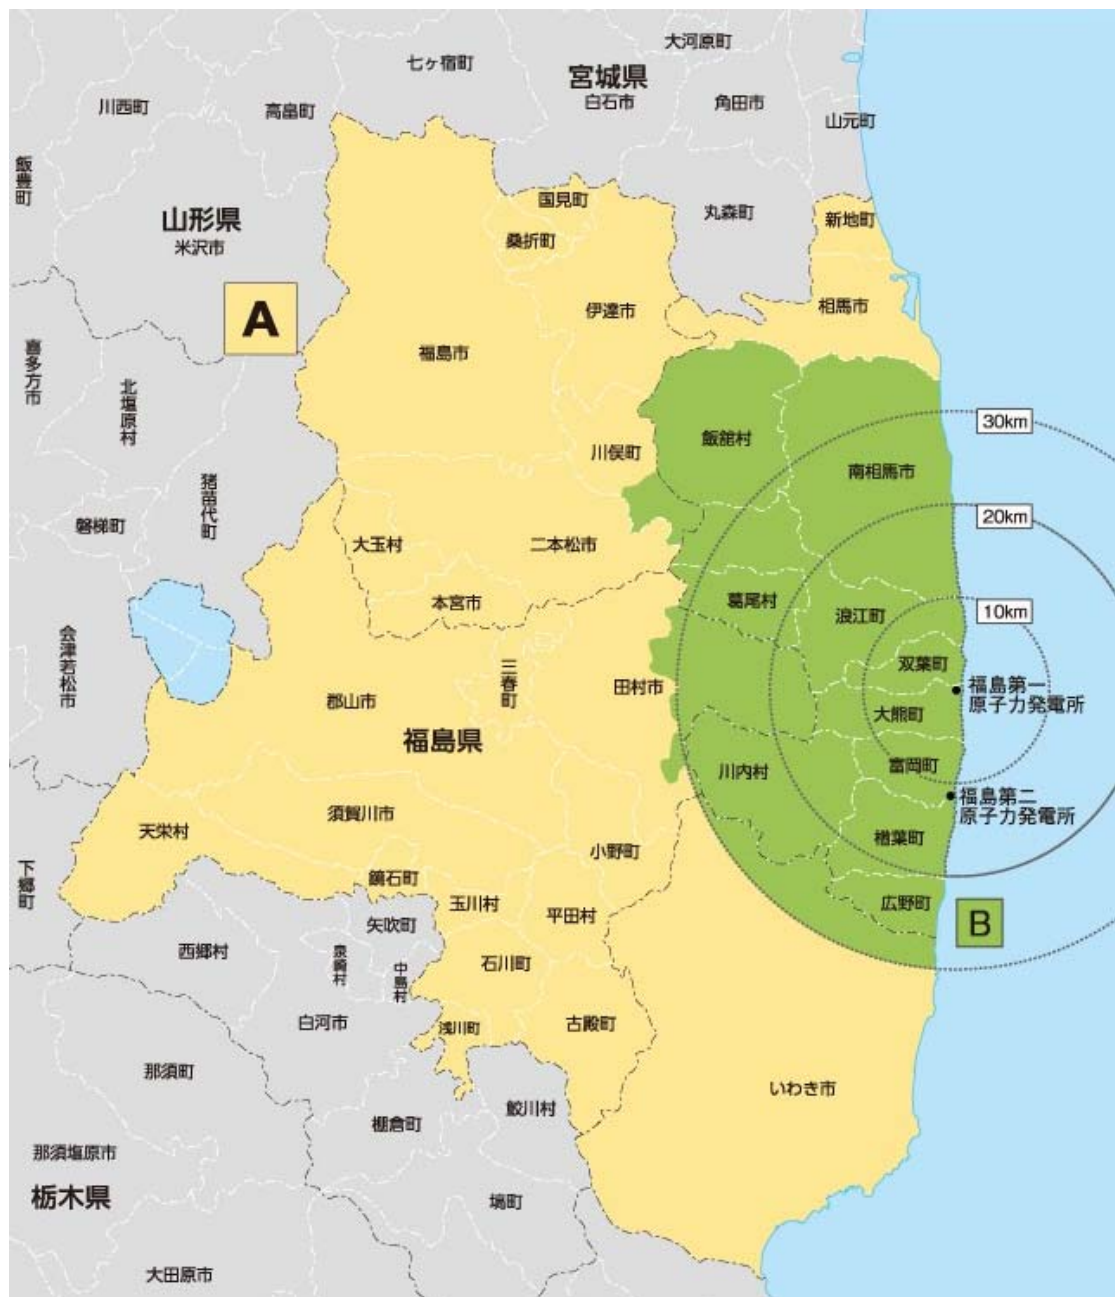 七ヶ宿町
大河原町
宮城県
白石市
川西町
高畠町
角田市
山元町
飯豊町
国見町
丸森町
山形県
米沢市
新地町
桑折町
A
伊達市
相馬市
福島市
喜多方市
北塩原村
30km
飯舘村
川俣町
南相馬市
猪苗代町
20km
磐梯町
大玉村
二本松市
本宮市
葛尾村
浪江町
10km
会津若松市
双葉町
三春町
田村市
福島第一
原子力発電所
郡山市
大熊町
福島県
富岡町
川内村
福島第二
原子力発電所
須賀川市
天栄村
楢葉町
小野町
下郷町
鏡石町
玉川村
平田村
広野町
B
矢吹町
西郷村
泉崎村
中島村
石川町
白河市
浅川町
古殿町
那須町
いわき市
鮫川村
棚倉町
那須塩原市
栃木県
塙町
大田原市